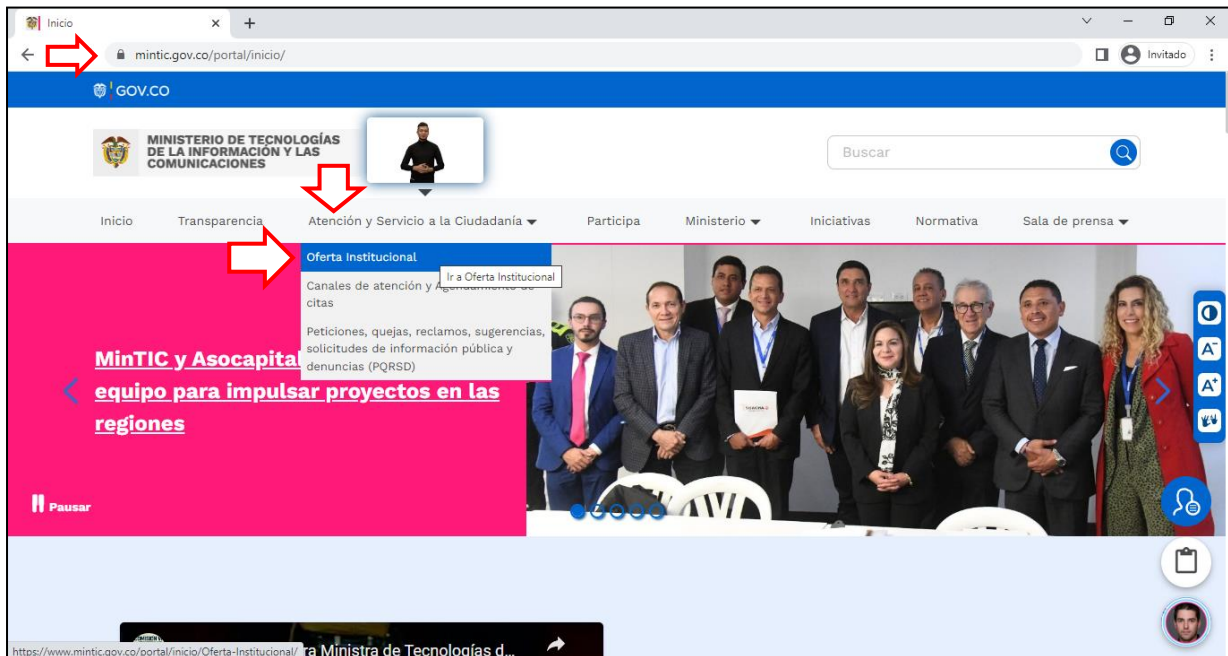 Inicio
mintic.gov.co/portal/inicio/
Invitado
GOV.CO
MINISTERIO DE TECNOLOGÍAS
DE LA INFORMACIÓN Y LAS
COMUNICACIONES
Buscar
Inicio Transparencia Atención y Servicio a la Ciudadanía Participa Ministerio Iniciativas Normativa Sala de prensa
Oferta Institucional
Ir a Oferta Institucional
Canales de atención y Agendamiento de
citas
Peticiones, quejas, reclamos, sugerencias,
solicitudes de información pública y
denuncias (PQRSD)
MinTIC y Asocapital
equipo para impulsar proyectos en las
regiones
A-
A+
Pausar
ra Ministra de Tecnologías d...
https://www.mintic.gov.co/portal/inicio/Oferta-Institucional/